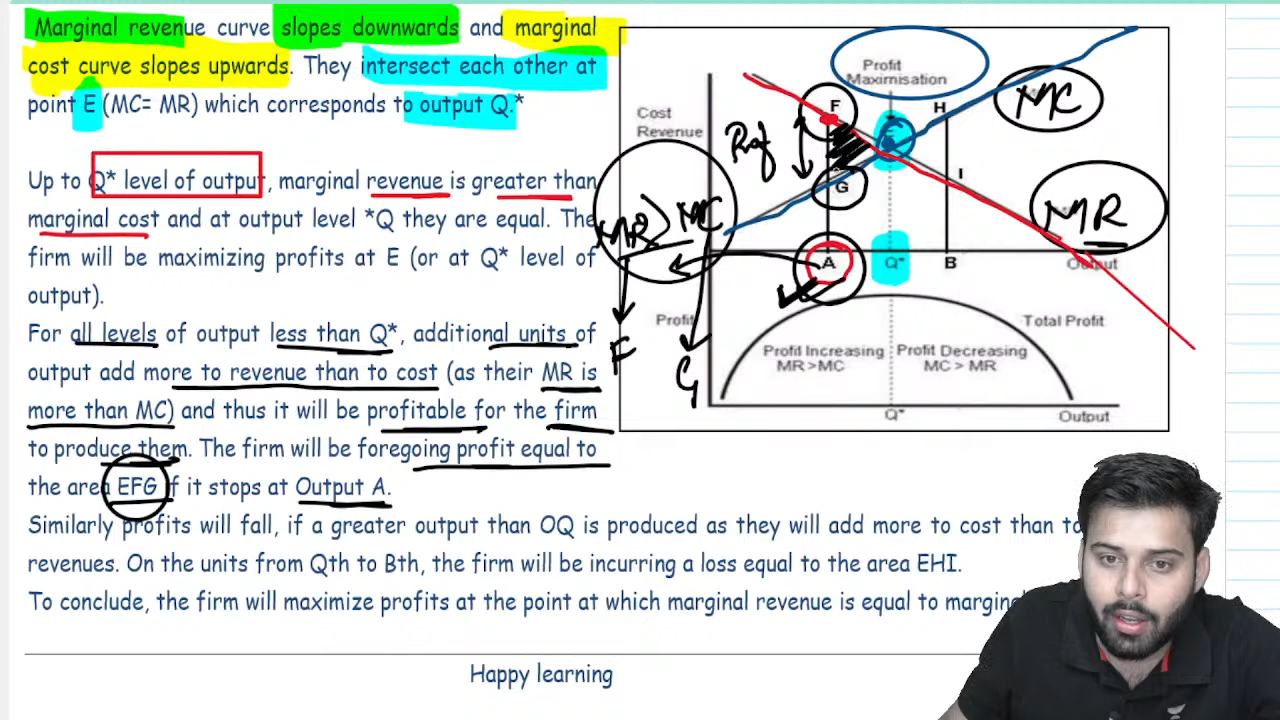 Marginal revenue curve slopes downwards and marginal
cost curve slopes upwards. They intersect each other at
point E (MC= MR) which corresponds to output Q.*
Up to Q* level of output, marginal revenue is greater than
marginal cost and at output level *Q they are equal. The
firm will be maximizing profits at E (or at Q* level of
output).
For all levels of output less than Q*, additional units of
output add more to revenue than to cost (as their MR is
more than MC) and thus it will be profitable for the firm
to produce them. The firm will be foregoing profit equal to
the area EFG if it stops at Output A.
Similarly profits will fall, if a greater output than OQ is produced as they will add more to cost than to
revenues. On the units from Qth to Bth, the firm will be incurring a loss equal to the area EHI.
To conclude, the firm will maximize profits at the point at which marginal revenue is equal to
Happy learning
Profit
Maximisation
Cost
Revenue
F
E
H
MC
G
I
MR > MC
MR
A
Q*
B
Output
F
G
Profit
Total Profit
Profit Increasing
MR >MC
Profit Decreasing
MC > MR
Q*
Output